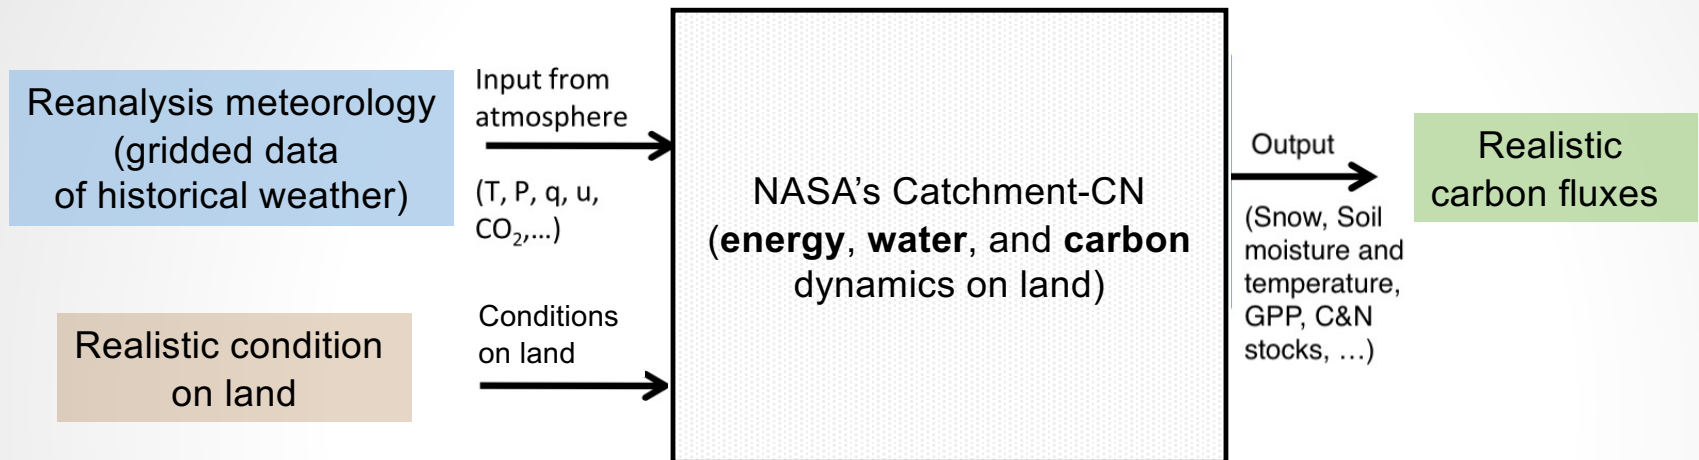 Reanalysis meteorology
(gridded data
of historical weather)
Input from
atmosphere
(T, P, q, u,
CO₂,...)
Realistic condition
on land
Conditions
on land
NASA’s Catchment-CN
(energy, water, and carbon
dynamics on land)
Output
(Snow, Soil
moisture and
temperature,
GPP, C&N
stocks, …)
Realistic
carbon fluxes